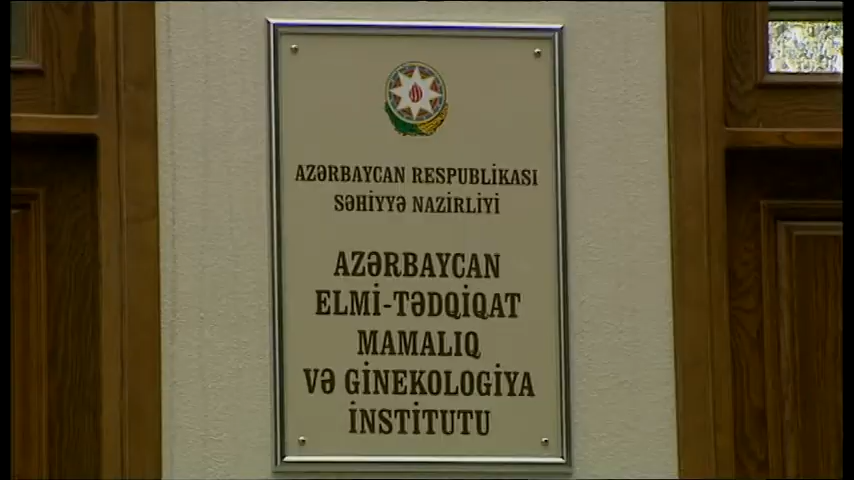 AZƏRBAYCAN RESPUBLİKASI
SƏHİYYƏ NAZİRLİYİ
AZƏRBAYCAN
ELMİ-TƏDQİQAT
MAMALIQ
VƏ GİNEKOLOGİYA
İNSTİTUTU